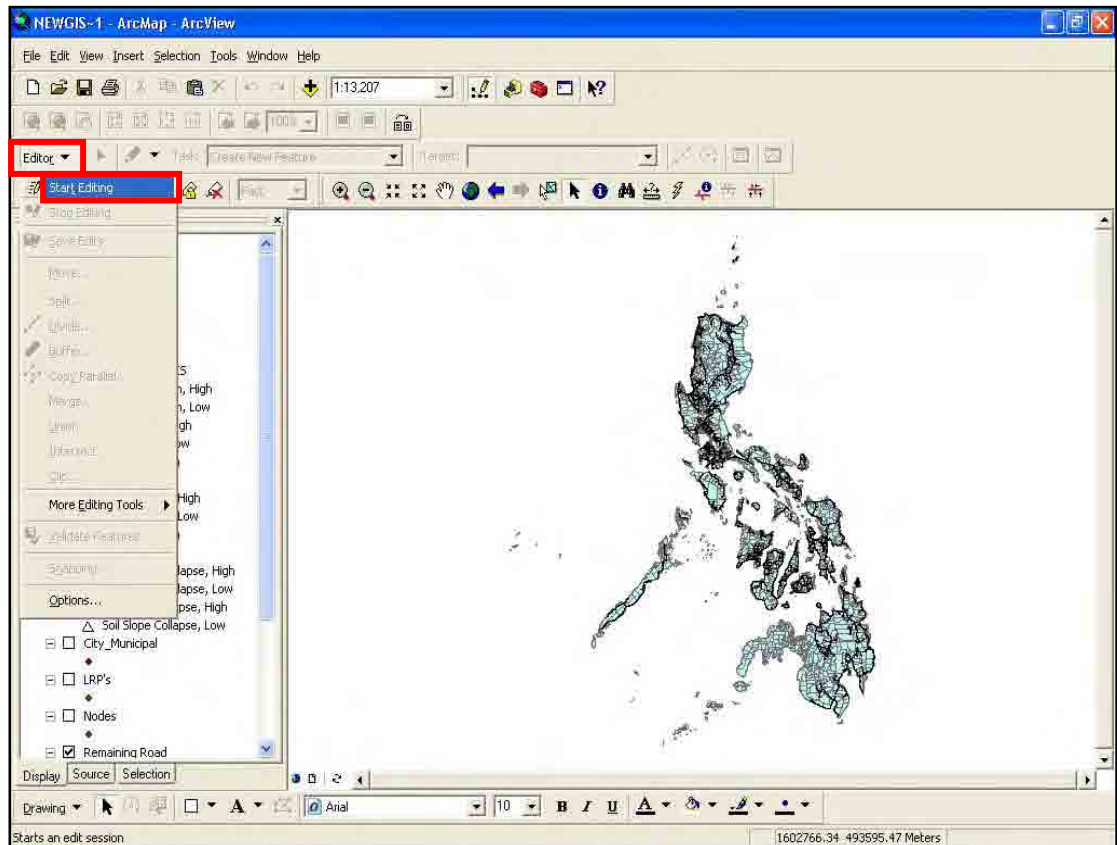 NEWGIS~1 - ArcMap - ArcView
File Edit View Insert Selection Tools Window Help
1:13,207
100%
Editor Task: Create New Feature Target:
Start Editing
Stop Editing
Save Edits
Move...
Split...
Divide...
Buffer...
Copy Parallel...
Merge...
Union
Intersect
Clip...
More Editing Tools
Validate Features
Snapping...
Options...
S
, High
, Low
gh
ow
High
Low
lapse, High
lapse, Low
pse, High
Soil Slope Collapse, Low
City_Municipal
LRP's
Nodes
Remaining Road
Display Source Selection
Drawing A Arial 10 B I U A
Starts an edit session 1602766.34 493595.47 Meters